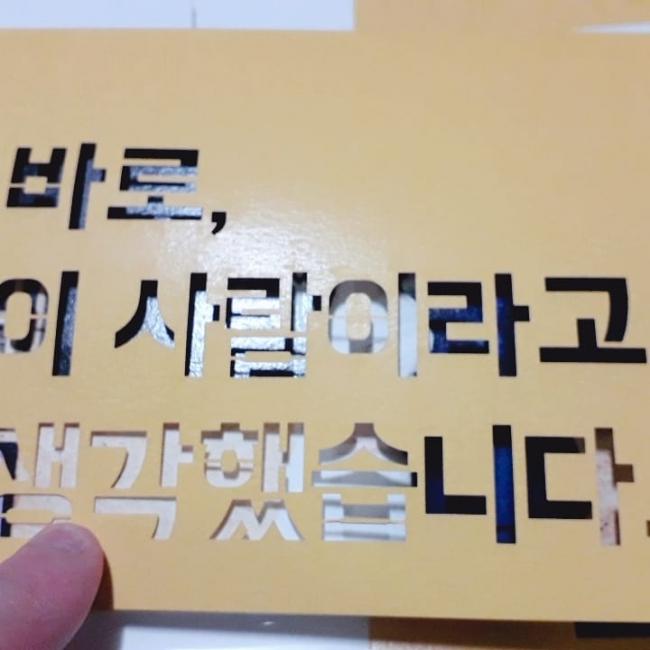 바로,
이 사람이라고
생각했습니다.